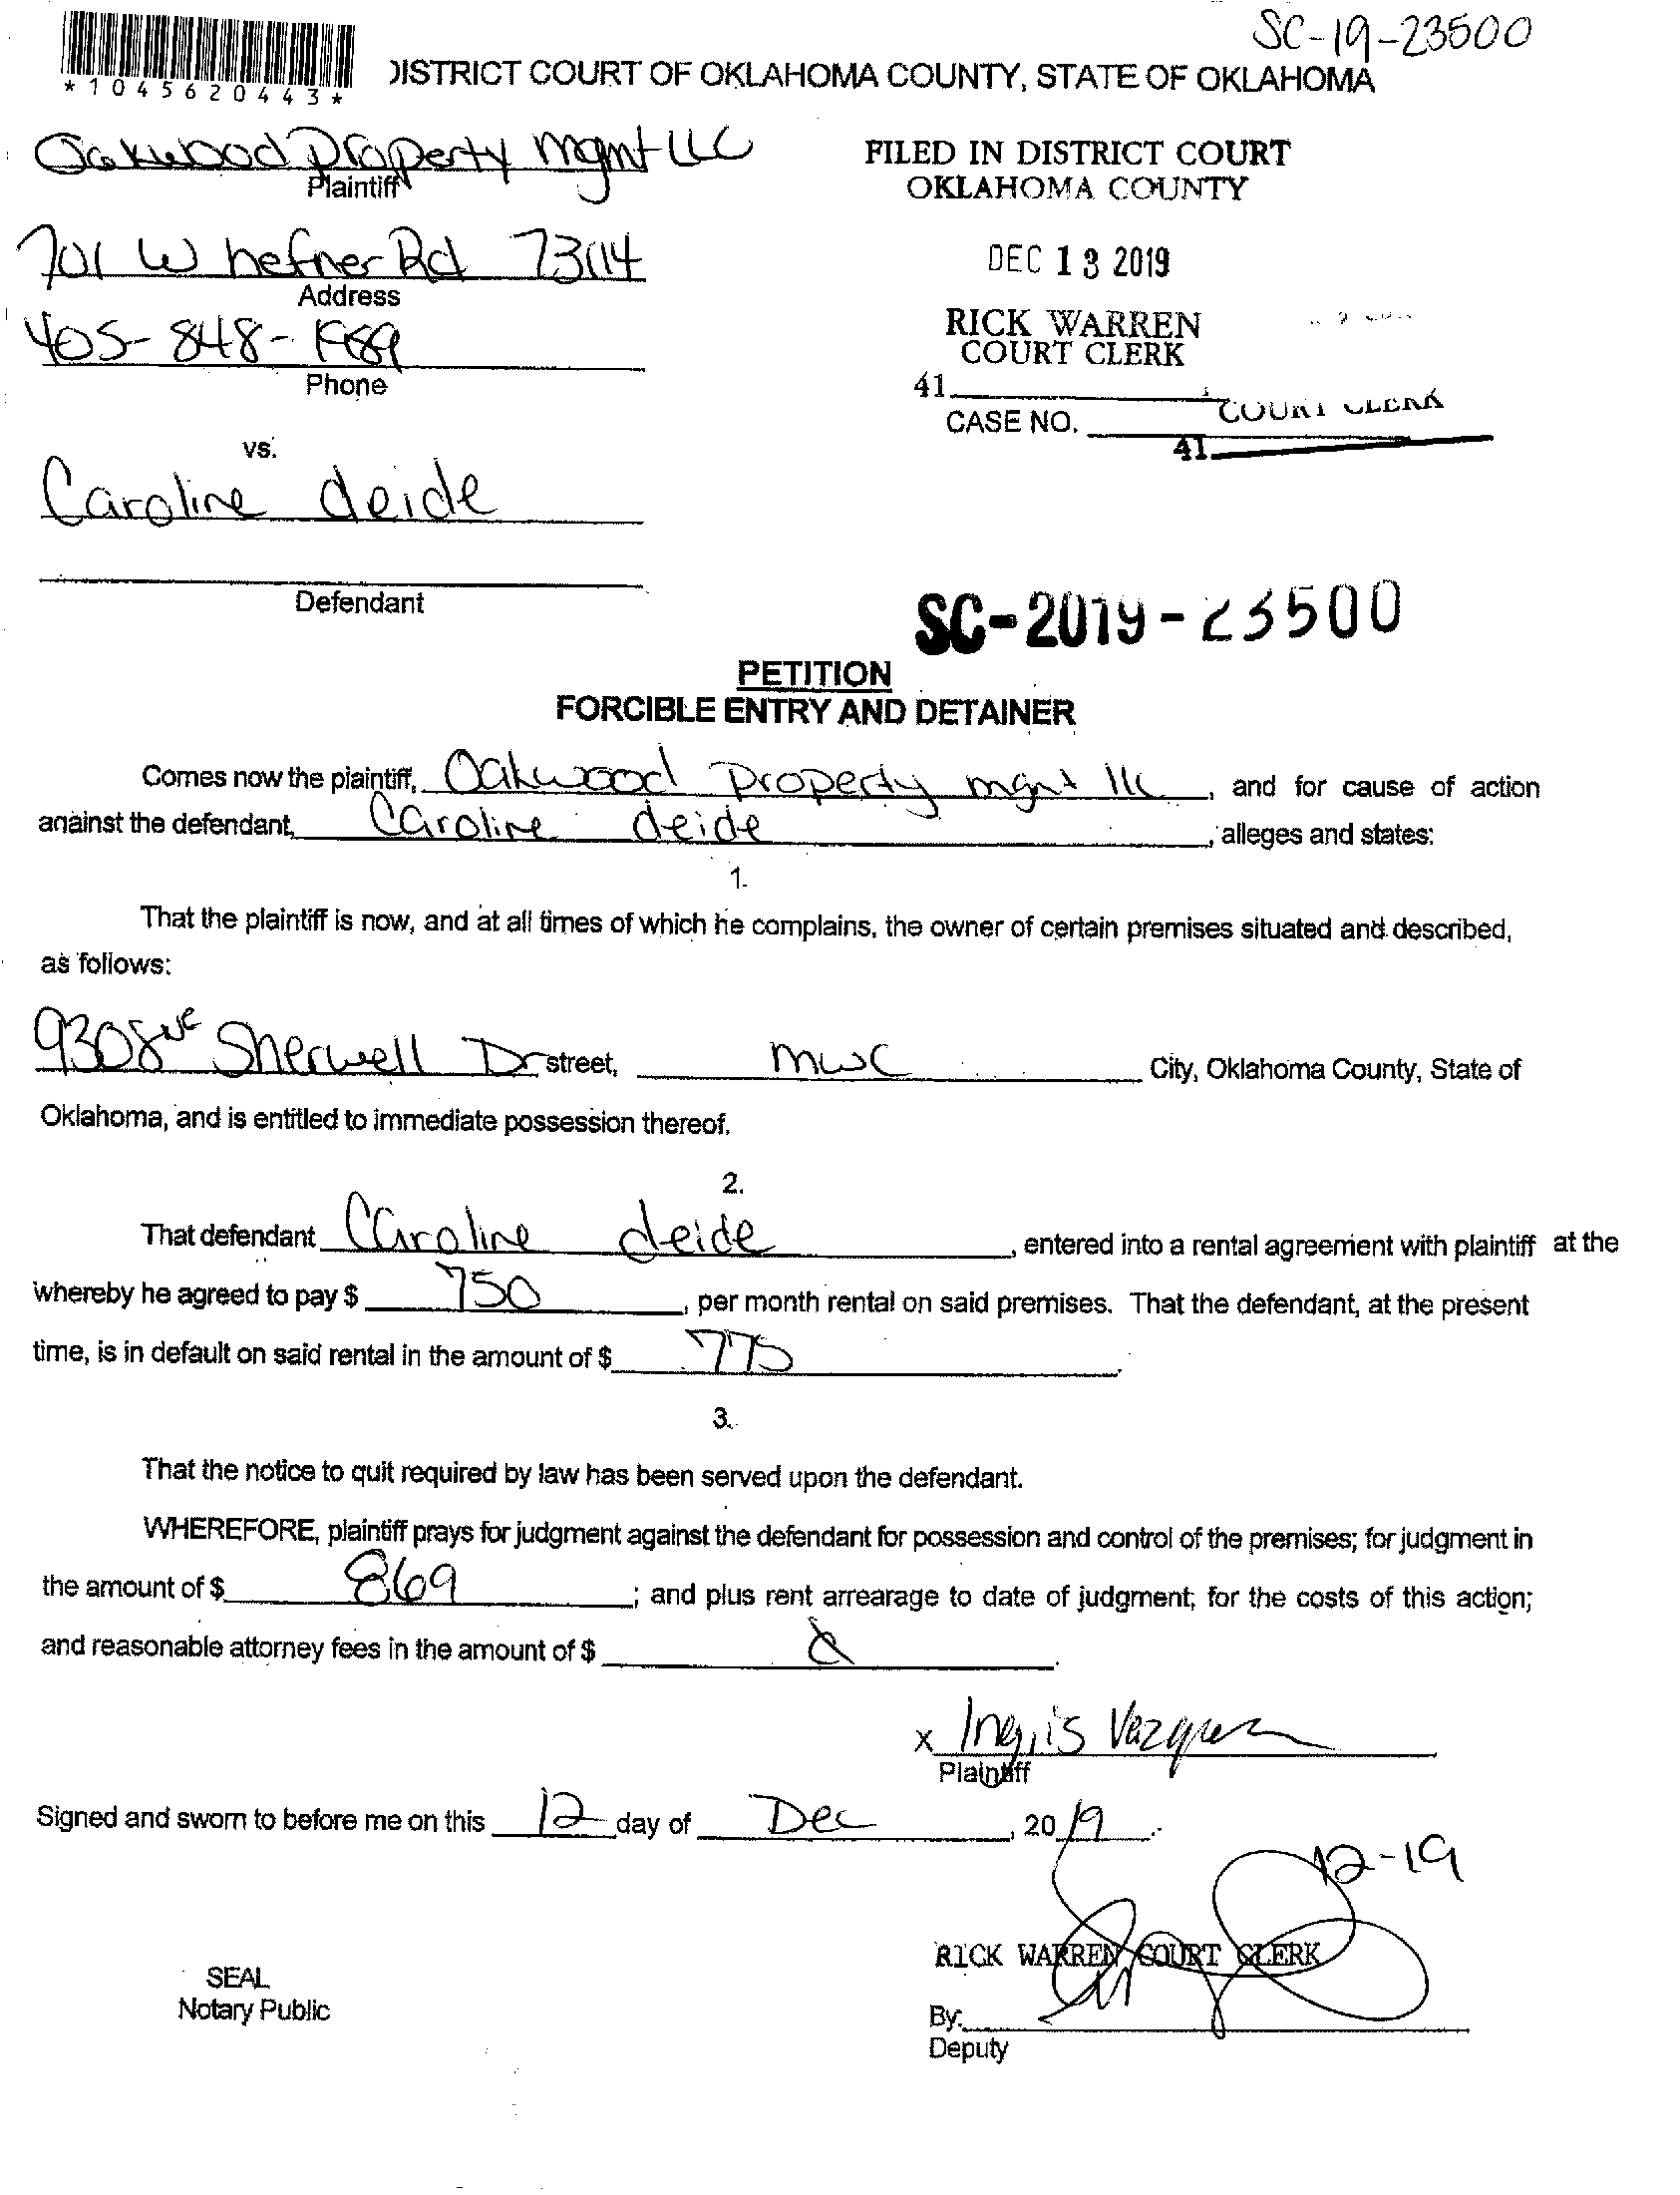 SC-19-23500
*1045620443*
DISTRICT COURT OF OKLAHOMA COUNTY, STATE OF OKLAHOMA
Oakwood Property Mgmt LLC
Plaintiff
701 W hefner Rd 73114
Address
405-848-1989
Phone
FILED IN DISTRICT COURT
OKLAHOMA COUNTY
DEC 13 2019
RICK WARREN
COURT CLERK
41
CASE NO.
COURT CLERK
41
vs.
Caroline deide
Defendant
SC-2019-23500
PETITION
FORCIBLE ENTRY AND DETAINER
Comes now the plaintiff, Oakwood Property mgnt llc, and for cause of action
against the defendant, Caroline deide, alleges and states:
1.
That the plaintiff is now, and at all times of which he complains, the owner of certain premises situated and described,
as follows:
9308 NE Sherwell Dr street, MWC City, Oklahoma County, State of
Oklahoma, and is entitled to immediate possession thereof.
2.
That defendant Caroline deide, entered into a rental agreement with plaintiff at the
whereby he agreed to pay $ 750, per month rental on said premises. That the defendant, at the present
time, is in default on said rental in the amount of $ 775.
3.
That the notice to quit required by law has been served upon the defendant.
WHEREFORE, plaintiff prays for judgment against the defendant for possession and control of the premises; for judgment in
the amount of $ 869; and plus rent arrearage to date of judgment; for the costs of this action;
and reasonable attorney fees in the amount of $
x Ingris Vazquez
Plaintiff
Signed and sworn to before me on this 12 day of Dec, 2019.
12-19
RICK WARREN COURT CLERK
SEAL
Notary Public
By:
Deputy